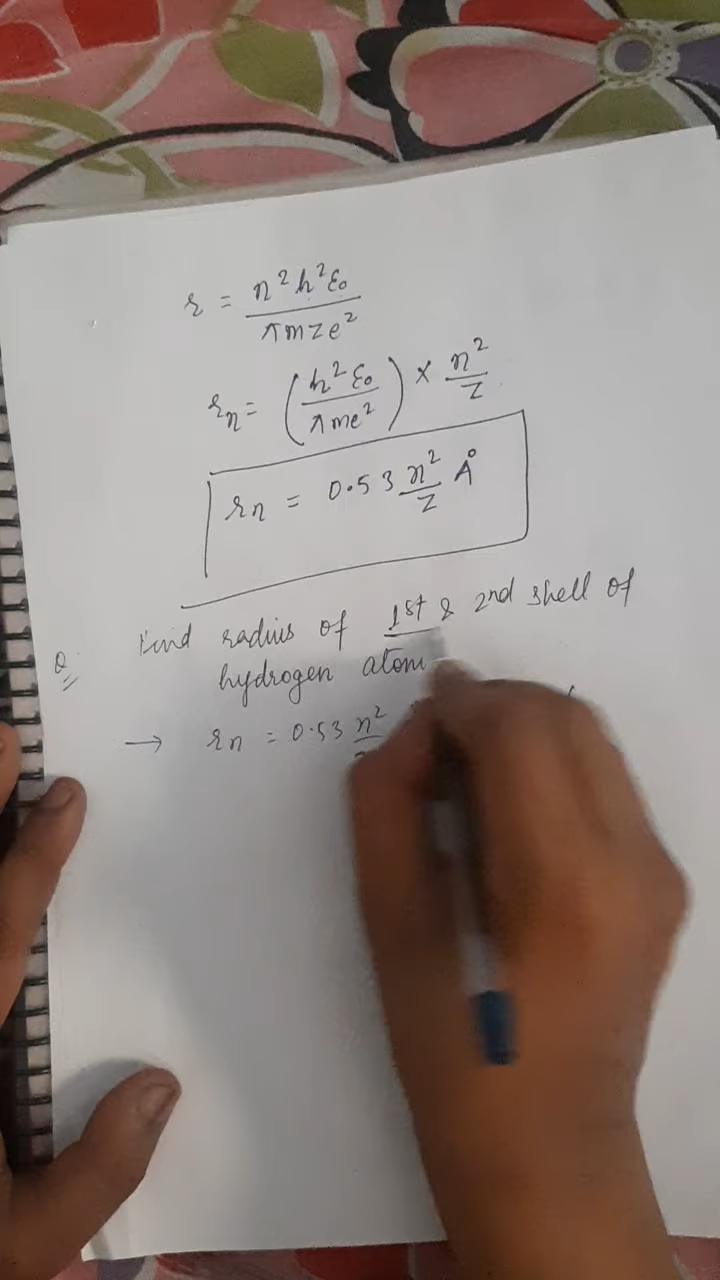 r = n²h²ε₀ / πmze²
rₙ = (h²ε₀ / πme²) × n²/z
rₙ = 0.53 n²/z Å
Q Find radius of 1st & 2nd shell of
hydrogen atom
→ rₙ = 0.53 n²